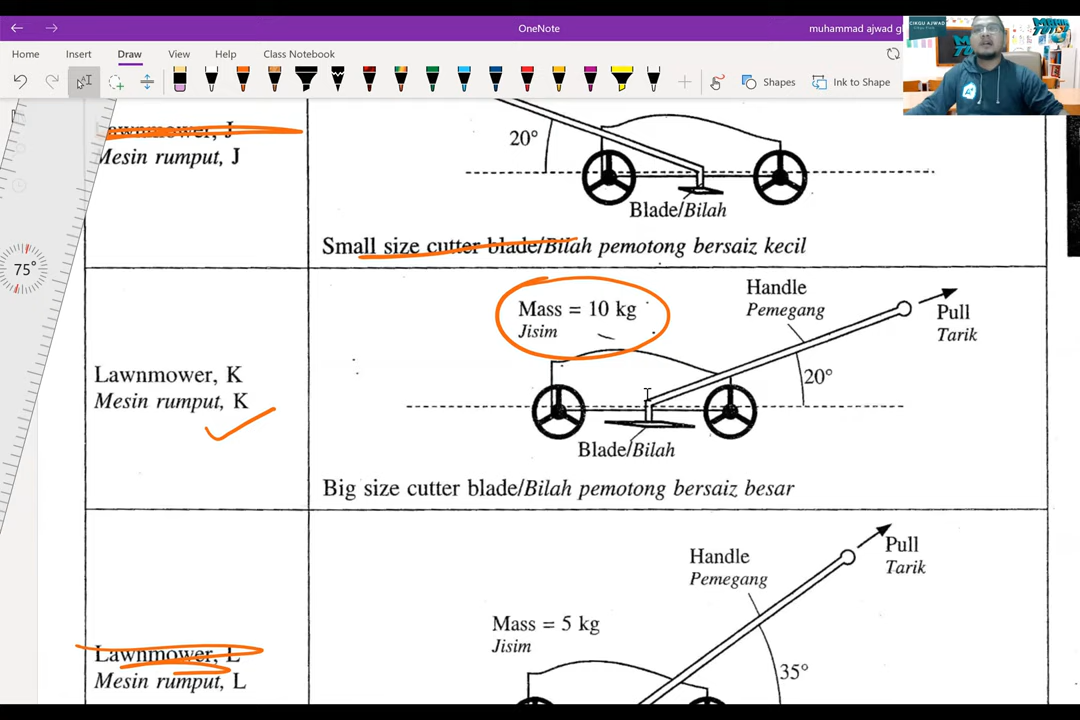 OneNote
muhammad ajwad
CIKGU AJWAD
Home Insert Draw View Help Class Notebook
Shapes Ink to Shape
Lawnmower, J
Mesin rumput, J
20°
Blade/Bilah
Small size cutter blade/Bilah pemotong bersaiz kecil
75°
Mass = 10 kg
Jisim
Handle
Pemegang
Pull
Tarik
Lawnmower, K
Mesin rumput, K
20°
Blade/Bilah
Big size cutter blade/Bilah pemotong bersaiz besar
Handle
Pemegang
Pull
Tarik
Mass = 5 kg
Jisim
Lawnmower, L
Mesin rumput, L
35°